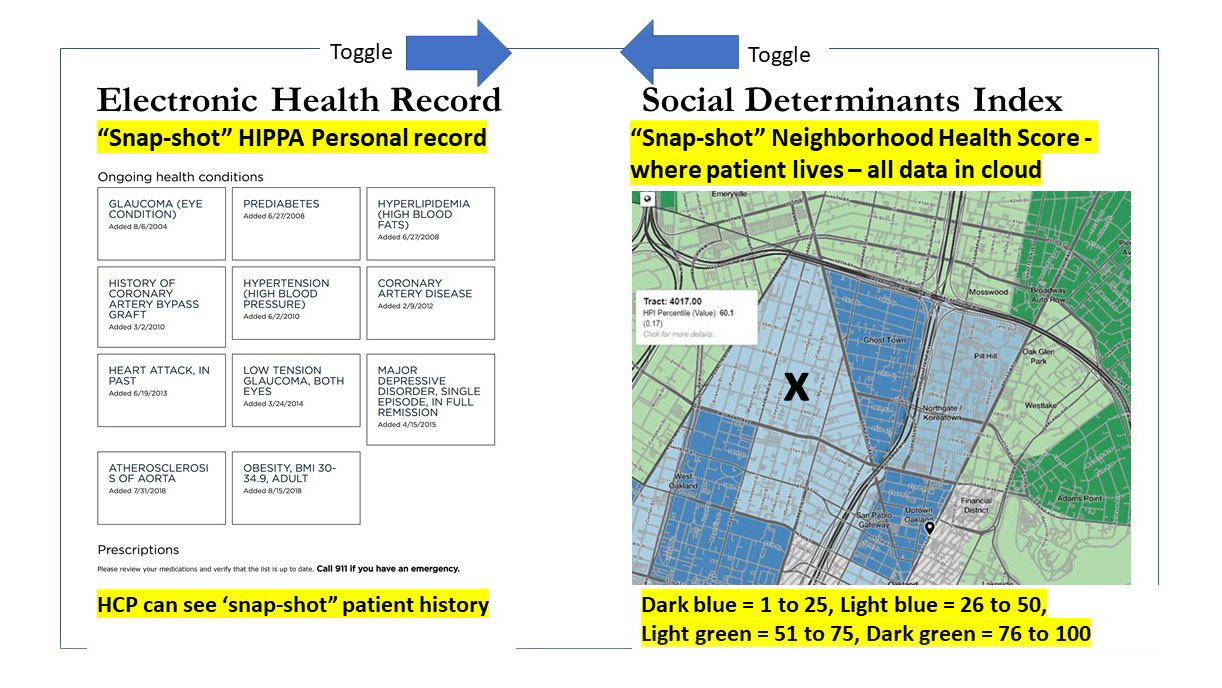 Toggle
Toggle
Electronic Health Record
“Snap-shot” HIPPA Personal record
Ongoing health conditions
GLAUCOMA (EYE
CONDITION)
Added 8/6/2004
PREDIABETES
Added 6/27/2008
HYPERLIPIDEMIA
(HIGH BLOOD
FATS)
Added 6/27/2008
HISTORY OF
CORONARY
ARTERY BYPASS
GRAFT
Added 3/2/2010
HYPERTENSION
(HIGH BLOOD
PRESSURE)
Added 6/2/2010
CORONARY
ARTERY DISEASE
Added 2/9/2012
HEART ATTACK, IN
PAST
Added 6/19/2013
LOW TENSION
GLAUCOMA, BOTH
EYES
Added 3/24/2014
MAJOR
DEPRESSIVE
DISORDER, SINGLE
EPISODE, IN FULL
REMISSION
Added 4/15/2015
ATHEROSCLEROSI
S OF AORTA
Added 7/31/2018
OBESITY, BMI 30-
34.9, ADULT
Added 8/15/2018
Prescriptions
Please review your medications and verify that the list is up to date. Call 911 if you have an emergency.
HCP can see ‘snap-shot” patient history
Social Determinants Index
“Snap-shot” Neighborhood Health Score -
where patient lives – all data in cloud
Emeryville
Mosswood
Broadway
Auto Row
Tract: 4017.00
HPI Percentile (Value): 60.1
(0.17)
Click for more details...
Ghost Town
Pill Hill
Oak Glen
Park
X
Northgate /
Koreatown
Westlake
West
Oakland
Adams Point
Financial
District
San Pablo
Gateway
Uptown
Oakland
Oakland
Lakeside
Dark blue = 1 to 25, Light blue = 26 to 50,
Light green = 51 to 75, Dark green = 76 to 100